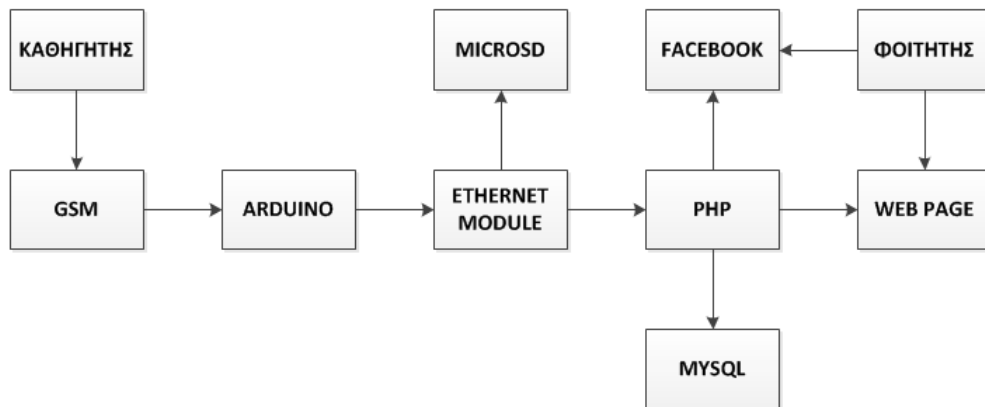 ΚΑΘΗΓΗΤΗΣ
MICROSD
FACEBOOK
ΦΟΙΤΗΤΗΣ
GSM
ARDUINO
ETHERNET
MODULE
PHP
WEB PAGE
MYSQL